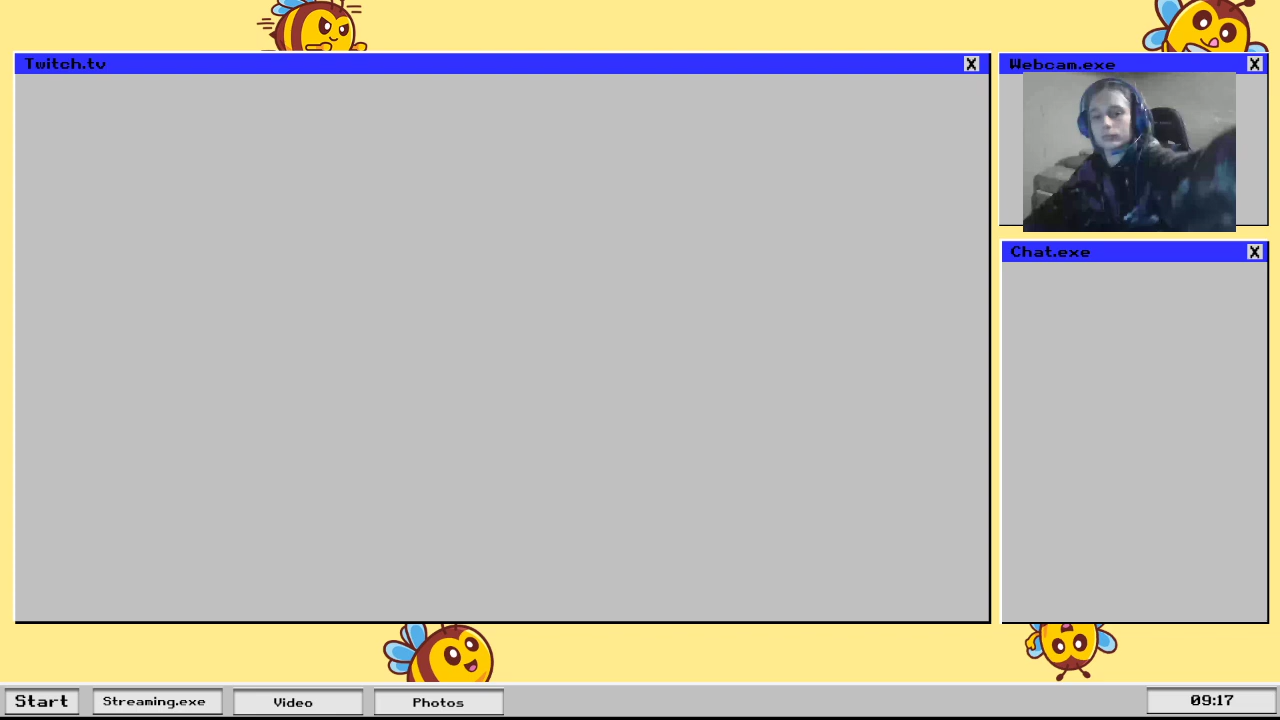 Twitch.tv
X
Webcam.exe
X
Chat.exe
X
Start
Streaming.exe
Video
Photos
09:17